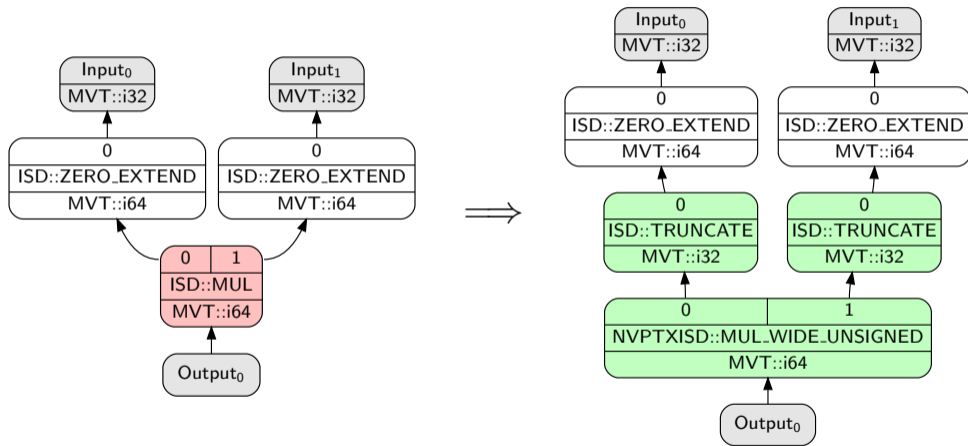 Input₀
MVT::i32
Input₁
MVT::i32
0
ISD::ZERO_EXTEND
MVT::i64
0
ISD::ZERO_EXTEND
MVT::i64
0 1
ISD::MUL
MVT::i64
Output₀
⟹
Input₀
MVT::i32
Input₁
MVT::i32
0
ISD::ZERO_EXTEND
MVT::i64
0
ISD::ZERO_EXTEND
MVT::i64
0
ISD::TRUNCATE
MVT::i32
0
ISD::TRUNCATE
MVT::i32
0 1
NVPTXISD::MUL_WIDE_UNSIGNED
MVT::i64
Output₀